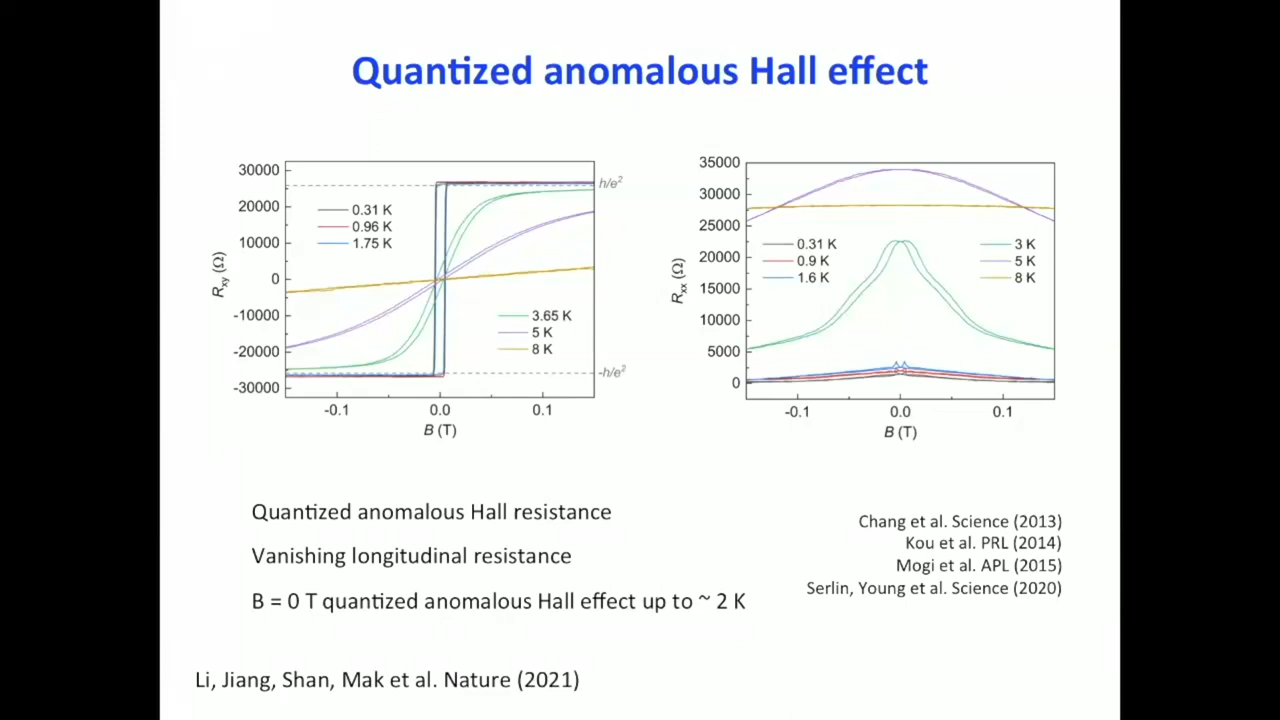 Quantized anomalous Hall effect
30000
20000
10000
0
-10000
-20000
-30000
Rxy (Ω)
h/e²
-h/e²
0.31 K
0.96 K
1.75 K
3.65 K
5 K
8 K
-0.1 0.0 0.1
B (T)
35000
30000
25000
20000
15000
10000
5000
0
Rxx (Ω)
0.31 K
0.9 K
1.6 K
3 K
5 K
8 K
-0.1 0.0 0.1
B (T)
Quantized anomalous Hall resistance
Vanishing longitudinal resistance
B = 0 T quantized anomalous Hall effect up to ~ 2 K
Chang et al. Science (2013)
Kou et al. PRL (2014)
Mogi et al. APL (2015)
Serlin, Young et al. Science (2020)
Li, Jiang, Shan, Mak et al. Nature (2021)